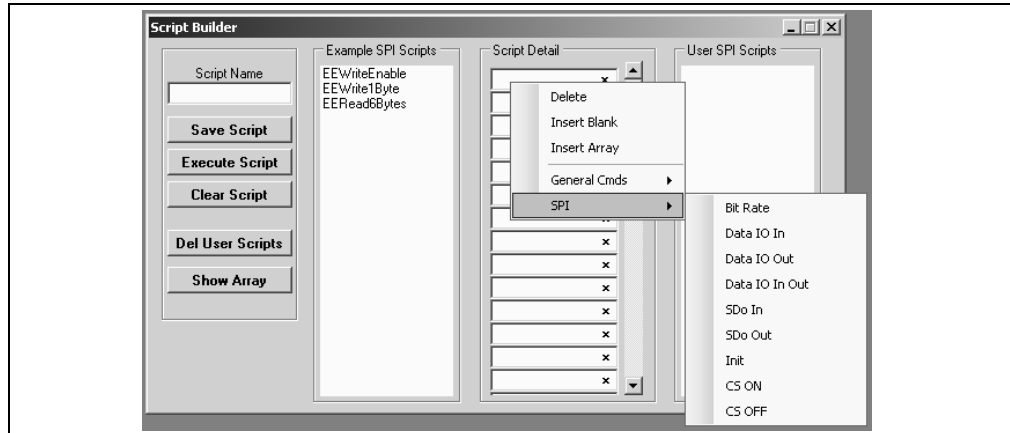 Script Builder
Script Name
Save Script
Execute Script
Clear Script
Del User Scripts
Show Array
Example SPI Scripts
EEWriteEnable
EEWrite1Byte
EERead6Bytes
Script Detail
Delete
Insert Blank
Insert Array
General Cmds
SPI
Bit Rate
Data IO In
Data IO Out
Data IO In Out
SDo In
SDo Out
Init
CS ON
CS OFF
User SPI Scripts